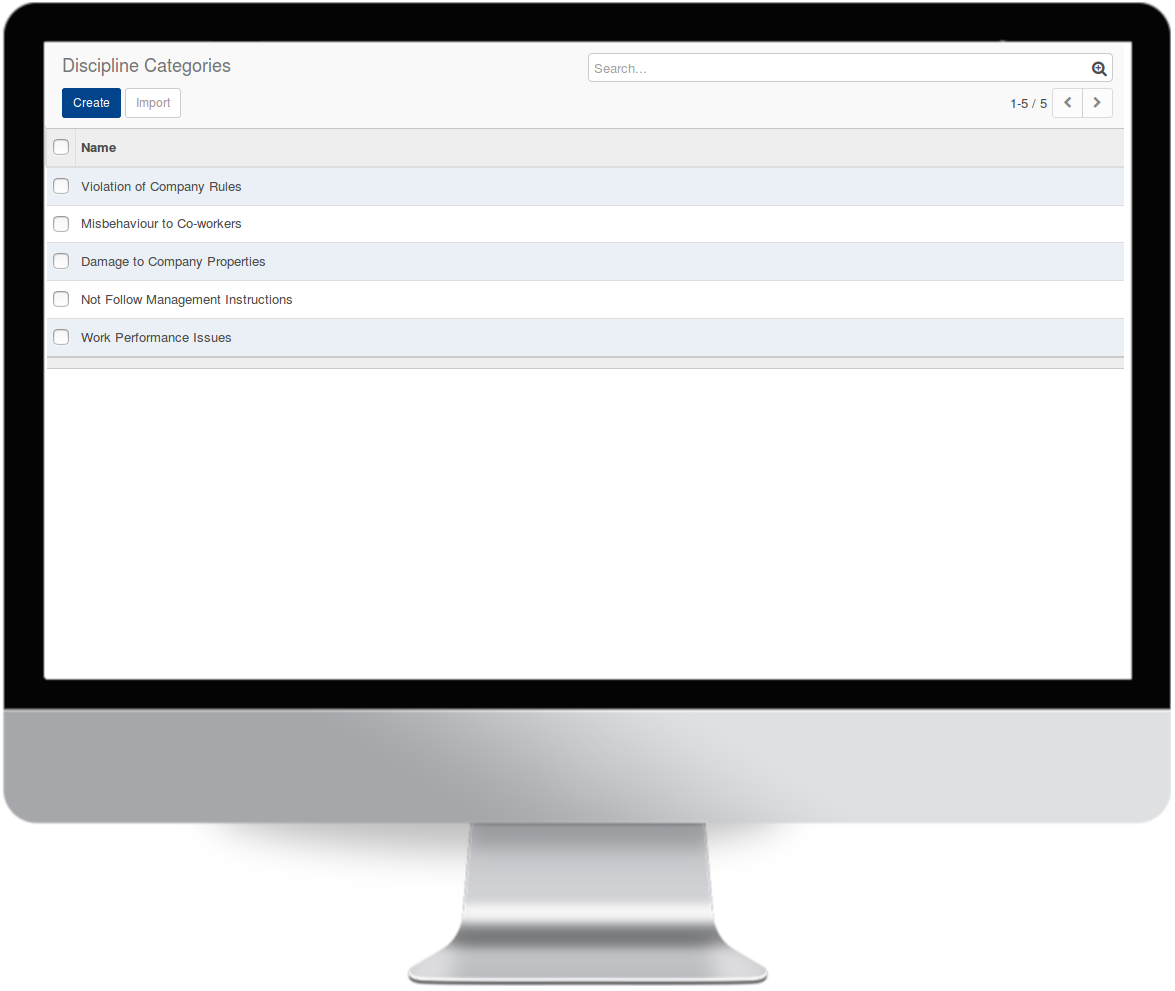 Discipline Categories
Search...
Create Import
1-5 / 5
Name
Violation of Company Rules
Misbehaviour to Co-workers
Damage to Company Properties
Not Follow Management Instructions
Work Performance Issues